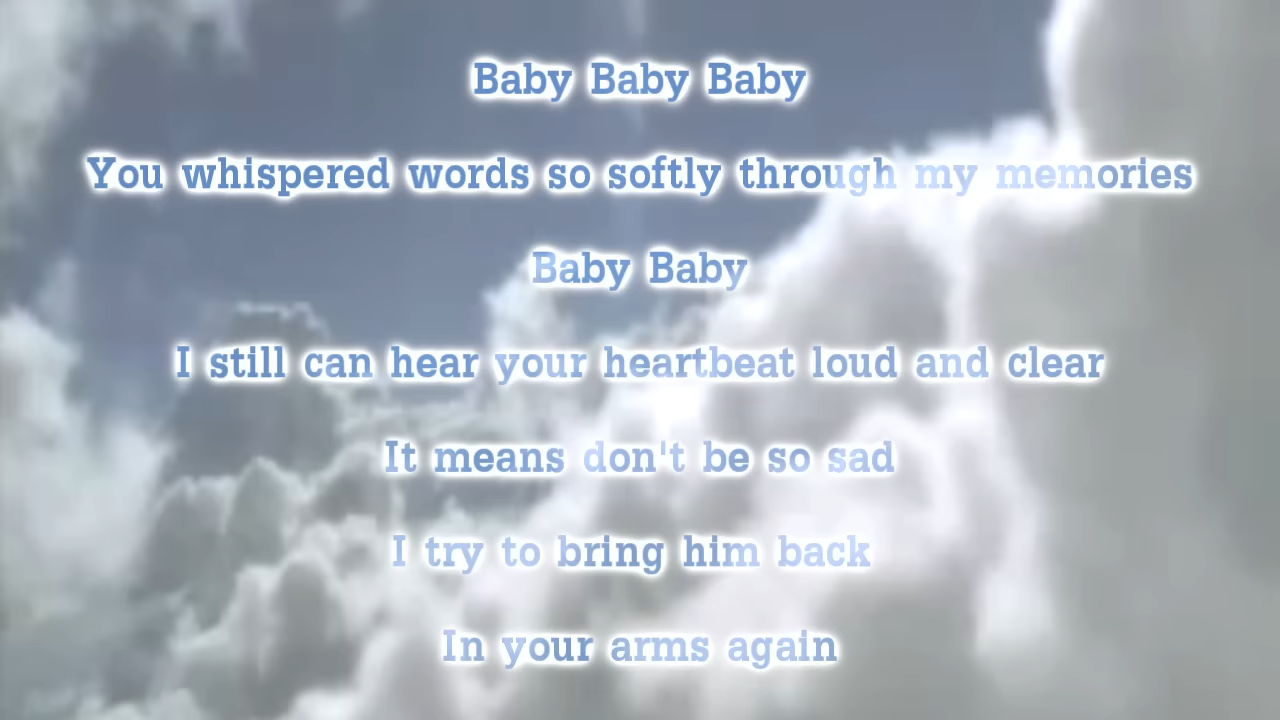 Baby Baby Baby
You whispered words so softly through my memories
Baby Baby
I still can hear your heartbeat loud and clear
It means don't be so sad
I try to bring him back
In your arms again